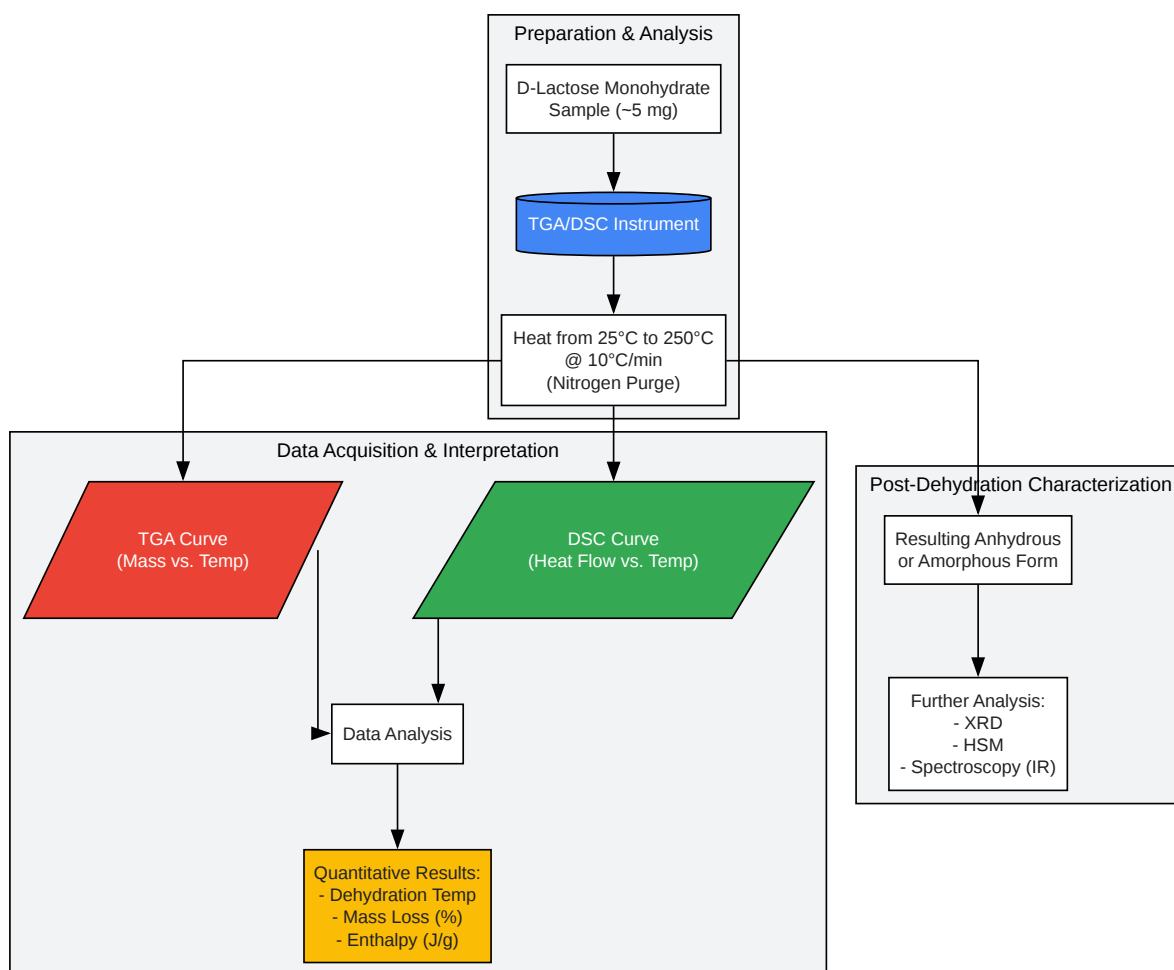 Preparation & Analysis
D-Lactose Monohydrate
Sample (~5 mg)
TGA/DSC Instrument
Heat from 25°C to 250°C
@ 10°C/min
(Nitrogen Purge)
Data Acquisition & Interpretation
TGA Curve
(Mass vs. Temp)
DSC Curve
(Heat Flow vs. Temp)
Data Analysis
Quantitative Results:
- Dehydration Temp
- Mass Loss (%)
- Enthalpy (J/g)
Post-Dehydration Characterization
Resulting Anhydrous
or Amorphous Form
Further Analysis:
- XRD
- HSM
- Spectroscopy (IR)